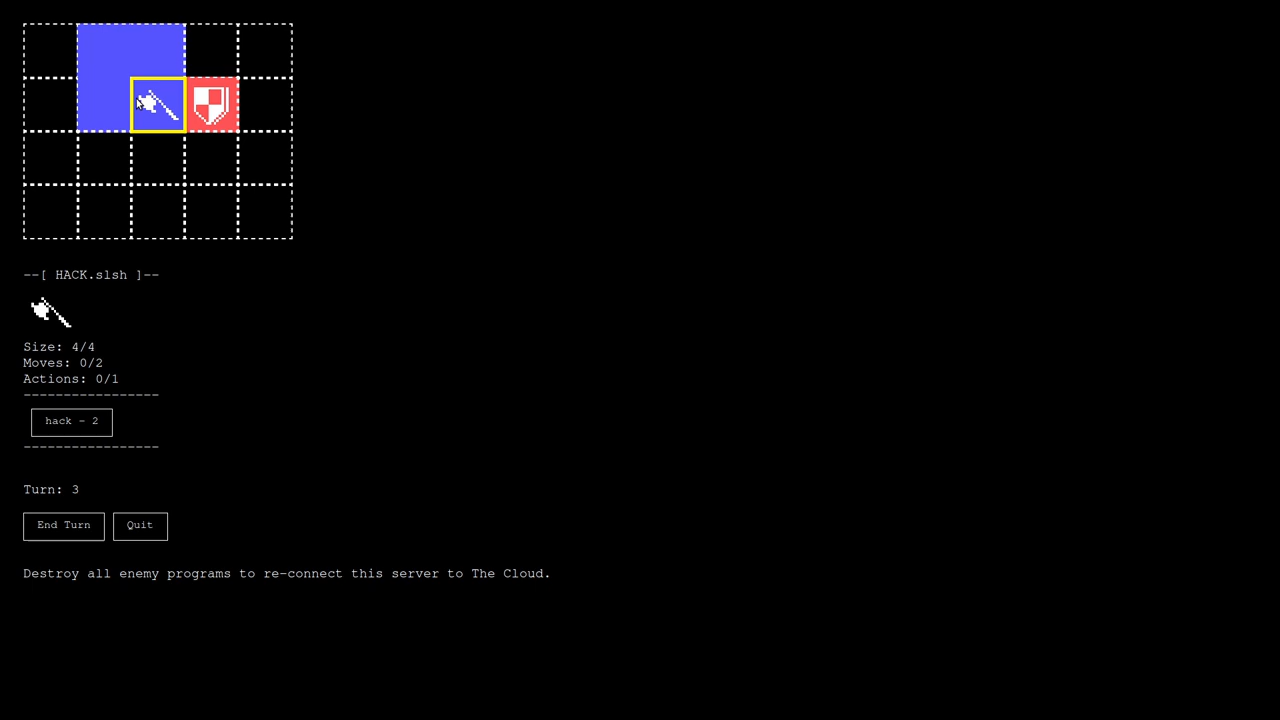 --[ HACK.slsh ]--
Size: 4/4
Moves: 0/2
Actions: 0/1
-----------------
hack - 2
-----------------
Turn: 3
End Turn
Quit
Destroy all enemy programs to re-connect this server to The Cloud.